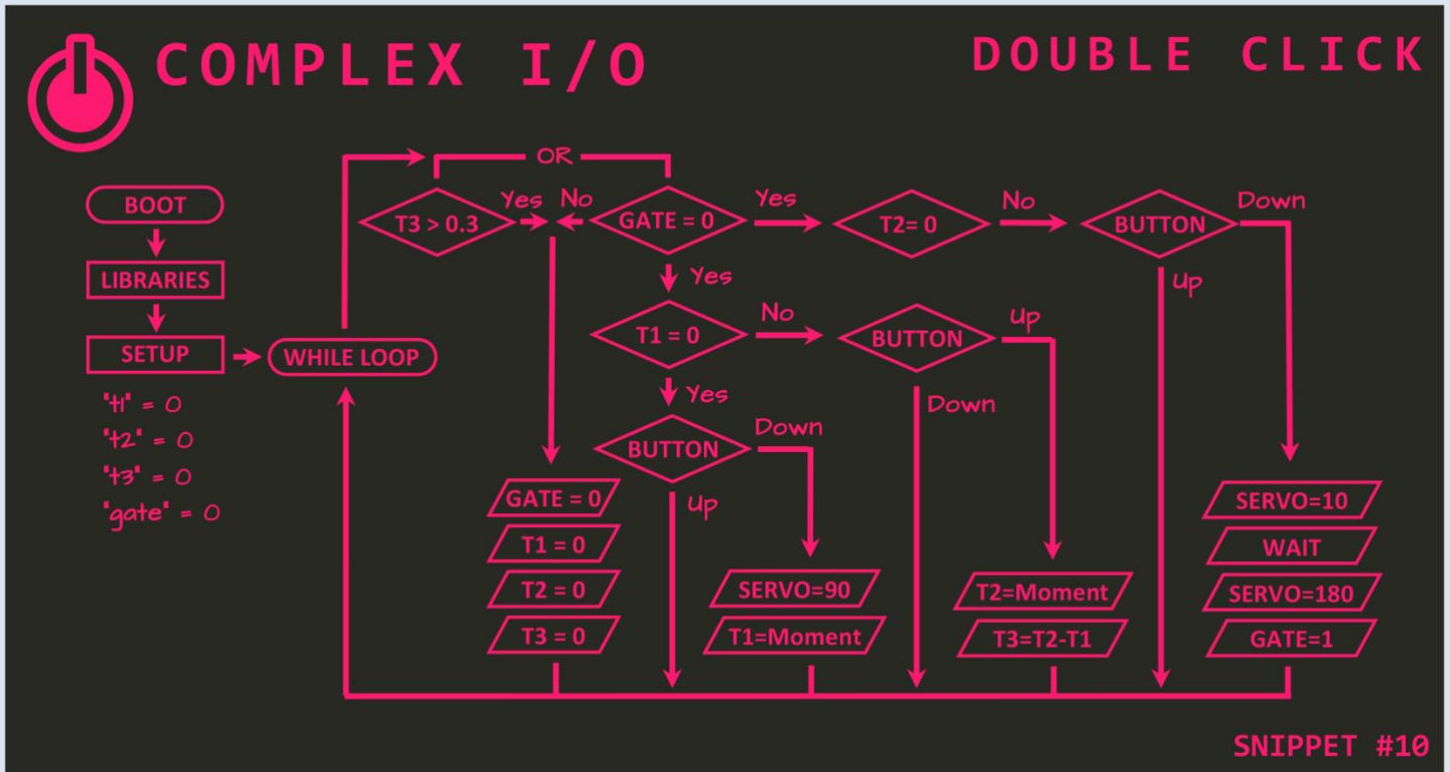 COMPLEX I/O
DOUBLE CLICK
BOOT
LIBRARIES
SETUP
"t1" = 0
"t2" = 0
"t3" = 0
"gate" = 0
WHILE LOOP
OR
T3 > 0.3
Yes
No
GATE = 0
Yes
T2= 0
No
BUTTON
Down
Up
Yes
T1 = 0
No
BUTTON
Up
Down
Yes
BUTTON
Down
Up
GATE = 0
T1 = 0
T2 = 0
T3 = 0
SERVO=90
T1=Moment
T2=Moment
T3=T2-T1
SERVO=10
WAIT
SERVO=180
GATE=1
SNIPPET #10